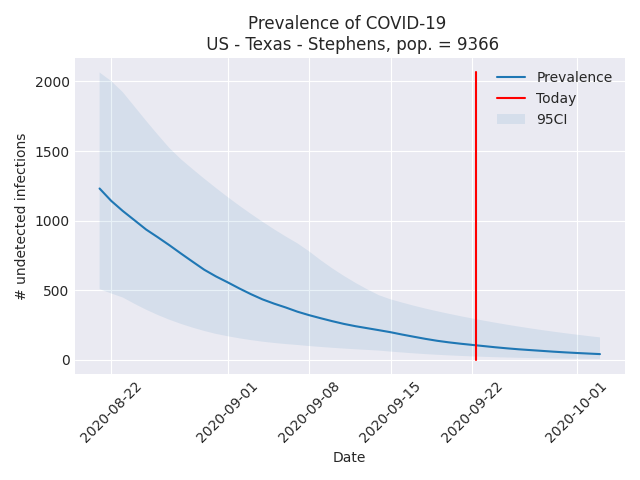 Prevalence of COVID-19
US - Texas - Stephens, pop. = 9366
Prevalence
Today
95CI
# undetected infections
2000
1500
1000
500
0
2020-08-22
2020-09-01
2020-09-08
2020-09-15
2020-09-22
2020-10-01
Date